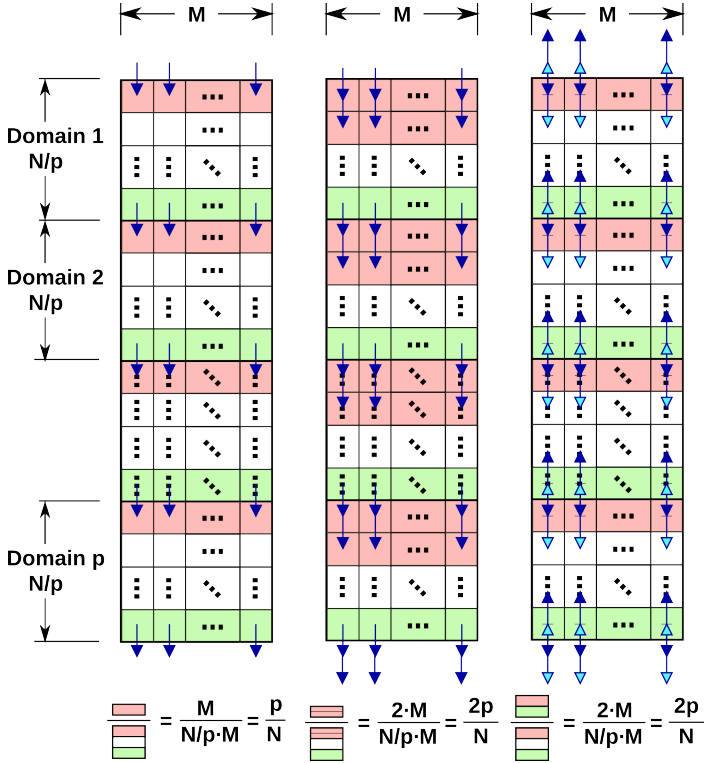 M M M
Domain 1
N/p
Domain 2
N/p
Domain p
N/p
= M / N/p·M = p / N
= 2·M / N/p·M = 2p / N
= 2·M / N/p·M = 2p / N